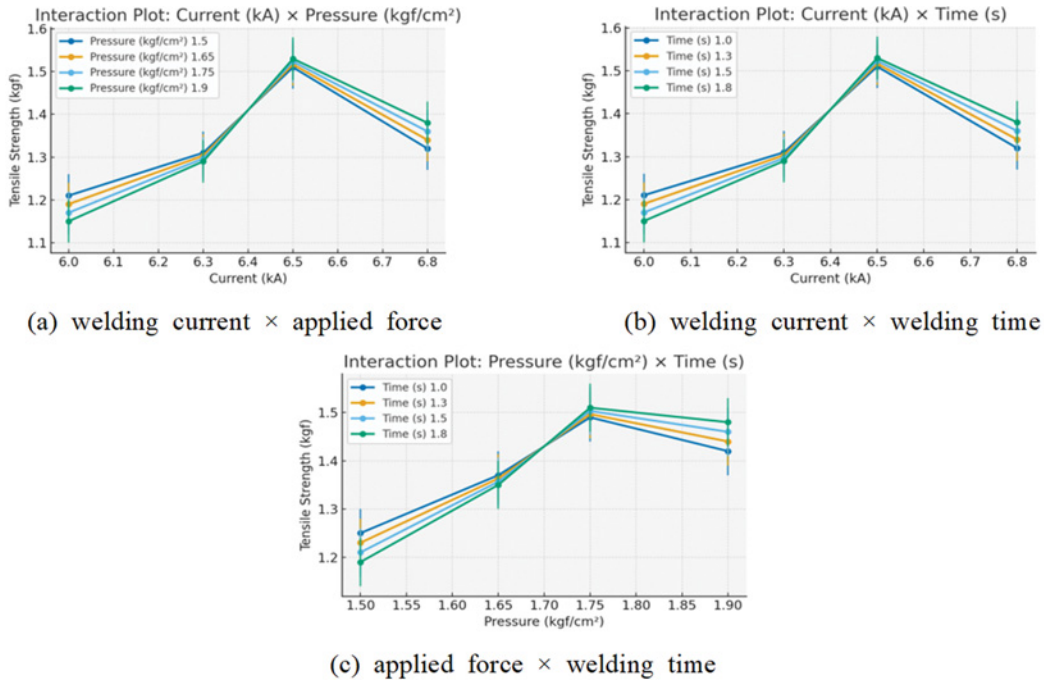 Interaction Plot: Current (kA) × Pressure (kgf/cm²)
Tensile Strength (kgf)
1.6
1.5
1.4
1.3
1.2
1.1
Pressure (kgf/cm²) 1.5
Pressure (kgf/cm²) 1.65
Pressure (kgf/cm²) 1.75
Pressure (kgf/cm²) 1.9
6.0 6.1 6.2 6.3 6.4 6.5 6.6 6.7 6.8
Current (kA)
(a) welding current × applied force
Interaction Plot: Current (kA) × Time (s)
Tensile Strength (kgf)
1.6
1.5
1.4
1.3
1.2
1.1
Time (s) 1.0
Time (s) 1.3
Time (s) 1.5
Time (s) 1.8
6.0 6.1 6.2 6.3 6.4 6.5 6.6 6.7 6.8
Current (kA)
(b) welding current × welding time
Interaction Plot: Pressure (kgf/cm²) × Time (s)
Tensile Strength (kgf)
1.5
1.4
1.3
1.2
Time (s) 1.0
Time (s) 1.3
Time (s) 1.5
Time (s) 1.8
1.50 1.55 1.60 1.65 1.70 1.75 1.80 1.85 1.90
Pressure (kgf/cm²)
(c) applied force × welding time